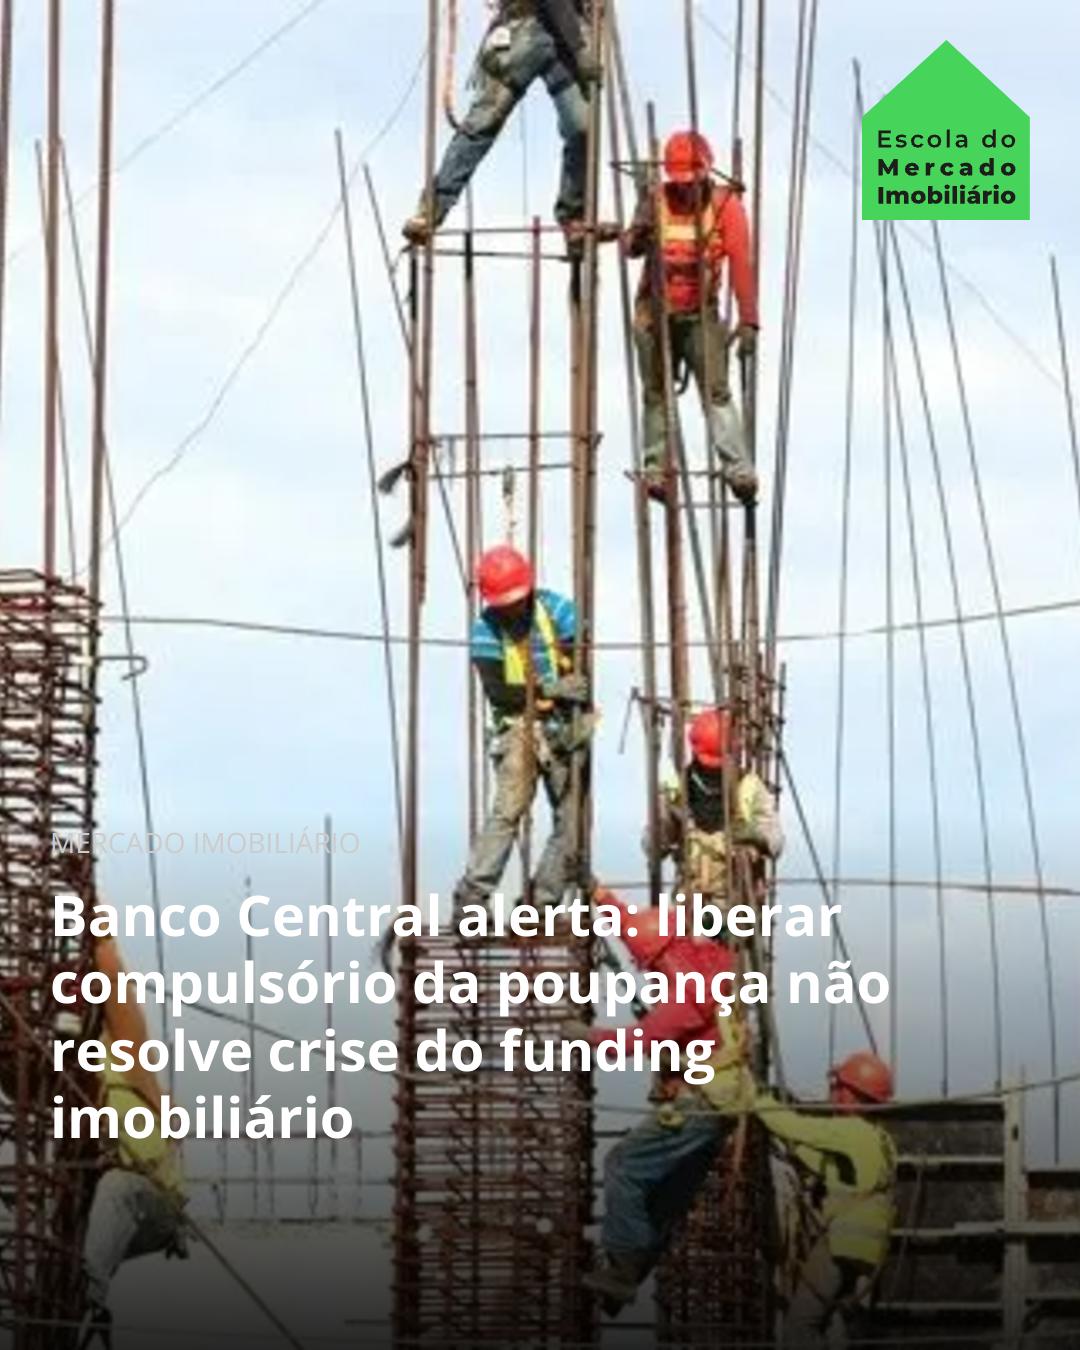 Escola do
Mercado
Imobiliário
MERCADO IMOBILIÁRIO
Banco Central alerta: liberar
compulsório da poupança não
resolve crise do funding
imobiliário